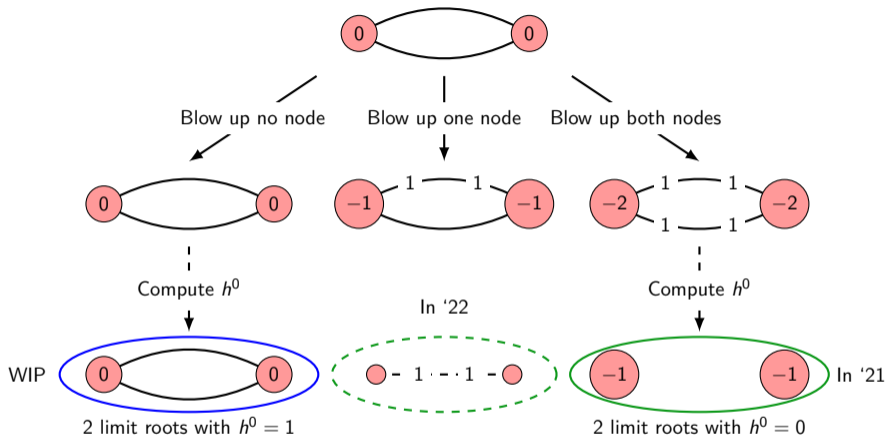 0 0
Blow up no node Blow up one node Blow up both nodes
0 0 −1 1 1 −1 −2 1 1 −2
1 1
Compute h⁰ Compute h⁰
In ‘22
WIP 0 0 1 1 −1 −1 In ‘21
2 limit roots with h⁰ = 1 2 limit roots with h⁰ = 0